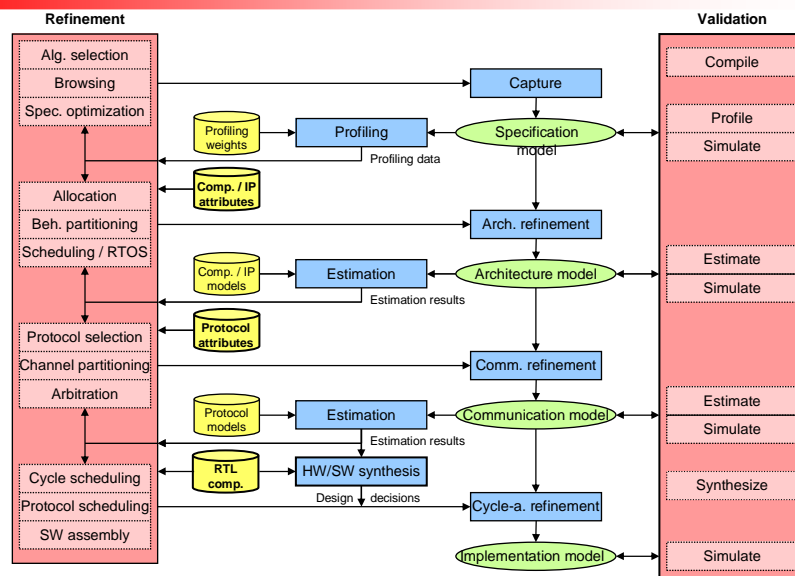 Refinement
Validation
Alg. selection
Browsing
Spec. optimization
Compile
Capture
Profiling
weights
Profiling
Specification
model
Profile
Simulate
Profiling data
Comp. / IP
attributes
Allocation
Beh. partitioning
Scheduling / RTOS
Arch. refinement
Comp. / IP
models
Estimation
Architecture model
Estimate
Simulate
Estimation results
Protocol
attributes
Protocol selection
Channel partitioning
Arbitration
Comm. refinement
Protocol
models
Estimation
Communication model
Estimate
Simulate
Estimation results
RTL
comp.
HW/SW synthesis
Cycle scheduling
Protocol scheduling
SW assembly
Synthesize
Design decisions
Cycle-a. refinement
Implementation model
Simulate